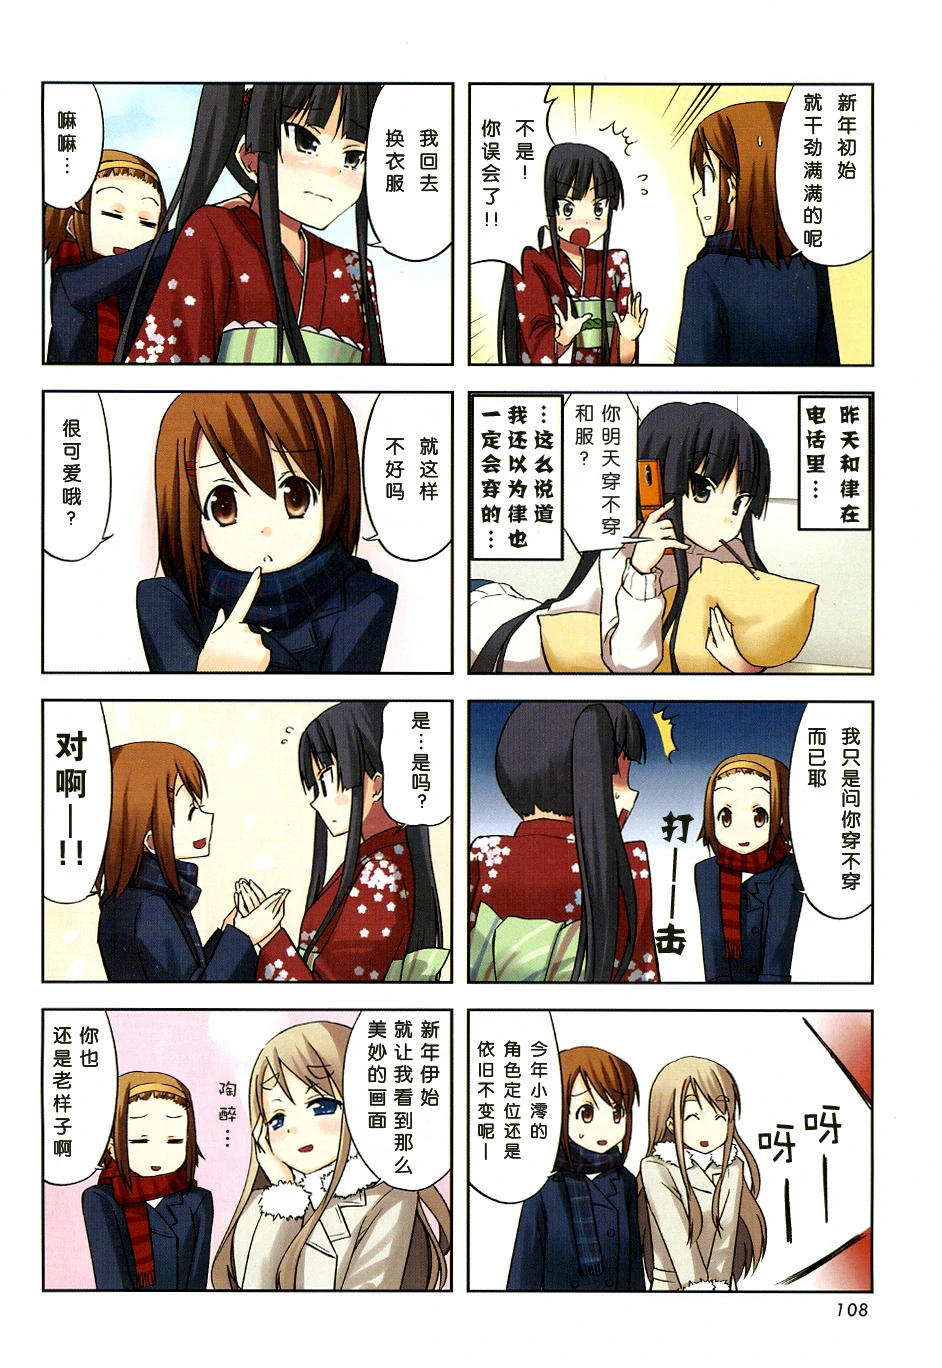 新年初始
就干劲满满的呢
不是！
你误会了!!
昨天和律在
电话里…
你明天穿不穿
和服？
…这么说道
我还以为律也
一定会穿的…
我只是问你穿不穿
而已耶
打——击
今年小澪的
角色定位还是
依旧不变呢—
呀——
呀——
我回去
换衣服
嘛嘛…
就这样
不好吗
很可爱哦？
是…是吗？
对啊—!!
新年伊始
就让我看到那么
美妙的画面
陶醉…
你也
还是老样子啊
108